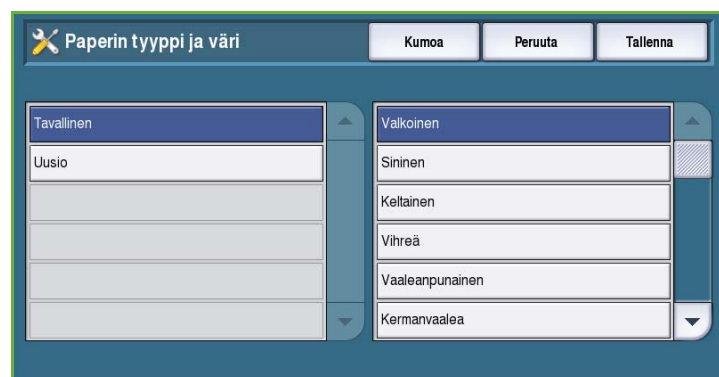 Paperin tyyppi ja väri
Kumoa
Peruuta
Tallenna
Tavallinen
Uusio
Valkoinen
Sininen
Keltainen
Vihreä
Vaaleanpunainen
Kermanvaalea